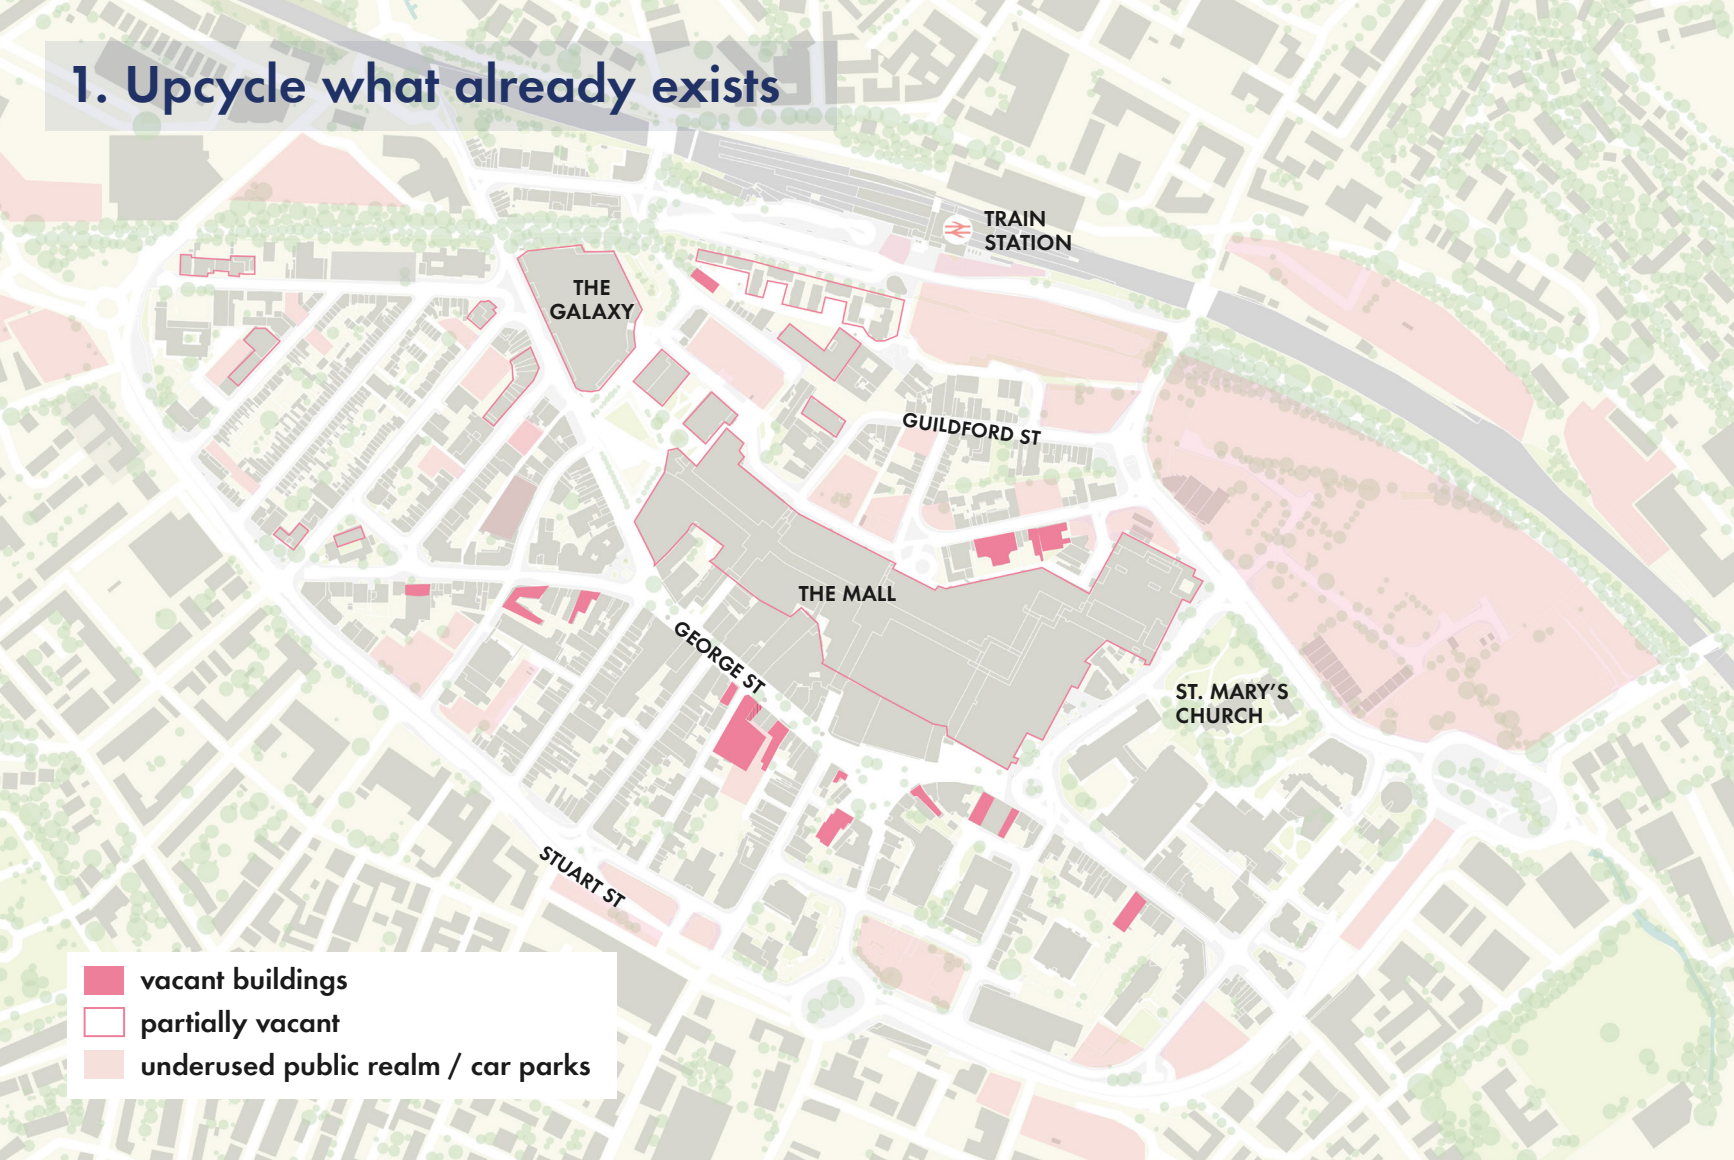 1. Upcycle what already exists
TRAIN
STATION
THE
GALAXY
GUILDFORD ST
THE MALL
GEORGE ST
ST. MARY'S
CHURCH
STUART ST
vacant buildings
partially vacant
underused public realm / car parks